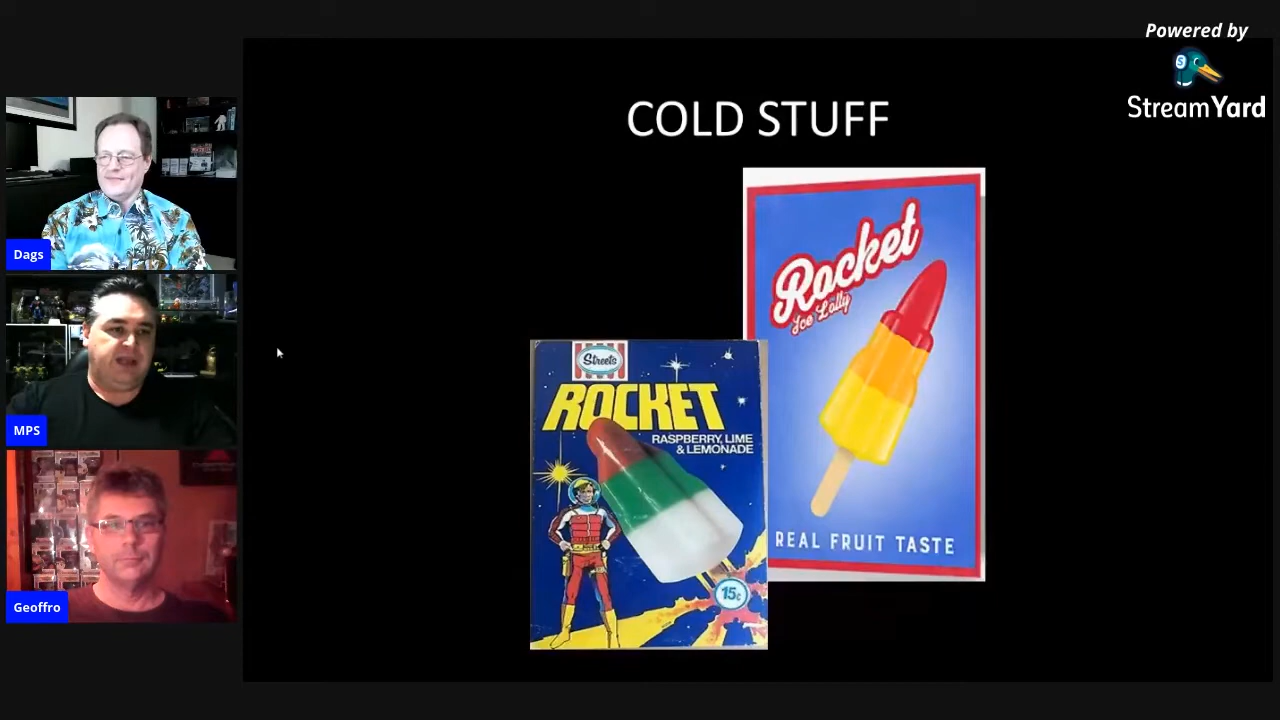 Powered by
StreamYard
COLD STUFF
Dags
MPS
Geoffro
Streets
ROCKET
RASPBERRY, LIME
& LEMONADE
15c
Rocket
Ice Lolly
REAL FRUIT TASTE